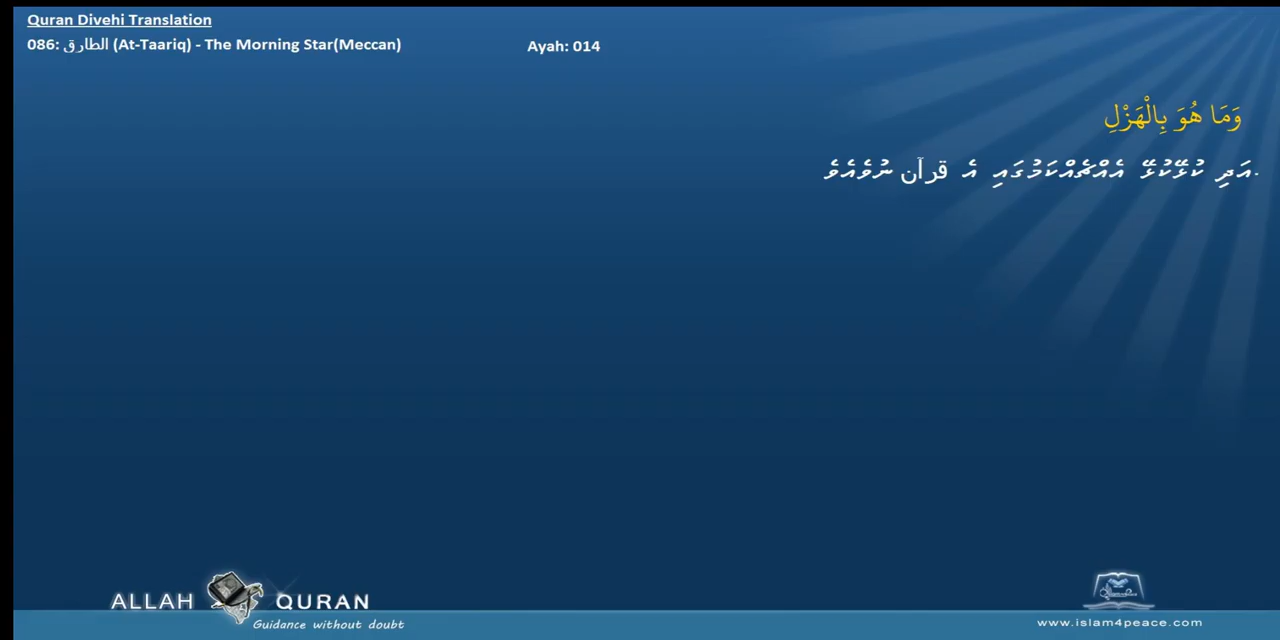 Quran Divehi Translation
086: الطارق (At-Taariq) - The Morning Star(Meccan)
Ayah: 014
وَمَا هُوَ بِالْهَزْلِ
.އަދި ކުޅޭކުޅޭ އެއްޗެއްކަމުގައި އެ قرآن ނުވެއެވެ
ALLAH QURAN
Guidance without doubt
www.islam4peace.com